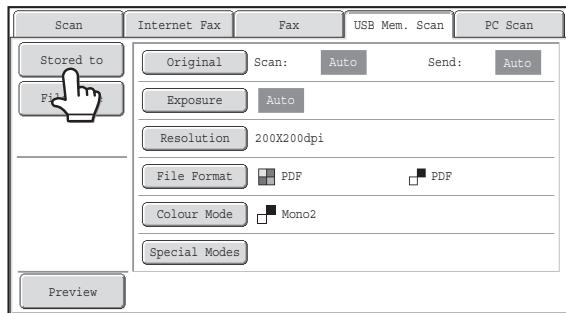 Scan Internet Fax Fax USB Mem. Scan PC Scan
Stored to
Original Scan: Auto Send: Auto
Exposure Auto
Resolution 200X200dpi
File Format PDF PDF
Colour Mode Mono2
Special Modes
Preview